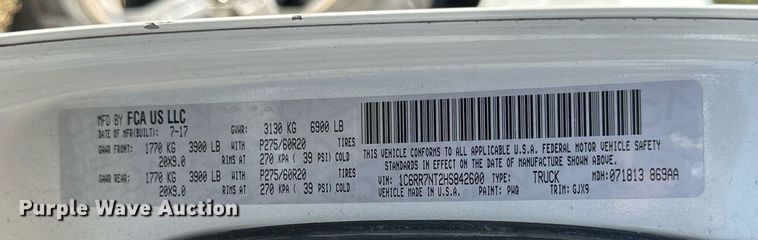 MFD BY FCA US LLC
DATE OF MFR(BUILT): 7-17 GVWR: 3130 KG 6900 LB
GAWR FRONT: 1770 KG 3900 LB WITH P275/60R20 TIRES
20X9.0 RIMS AT 270 KPA ( 39 PSI) COLD
GAWR REAR: 1770 KG 3900 LB WITH P275/60R20 TIRES
20X9.0 RIMS AT 270 KPA ( 39 PSI) COLD
THIS VEHICLE CONFORMS TO ALL APPLICABLE U.S.A. FEDERAL MOTOR VEHICLE SAFETY
STANDARDS IN EFFECT ON THE DATE OF MANUFACTURE SHOWN ABOVE.
VIN: 1C6RR7NT2HS842600 TYPE: TRUCK MDH: 071813 869AA
VEHICLE MADE IN U.S.A. PAINT: PW7 TRIM: GJX9
Purple Wave Auction